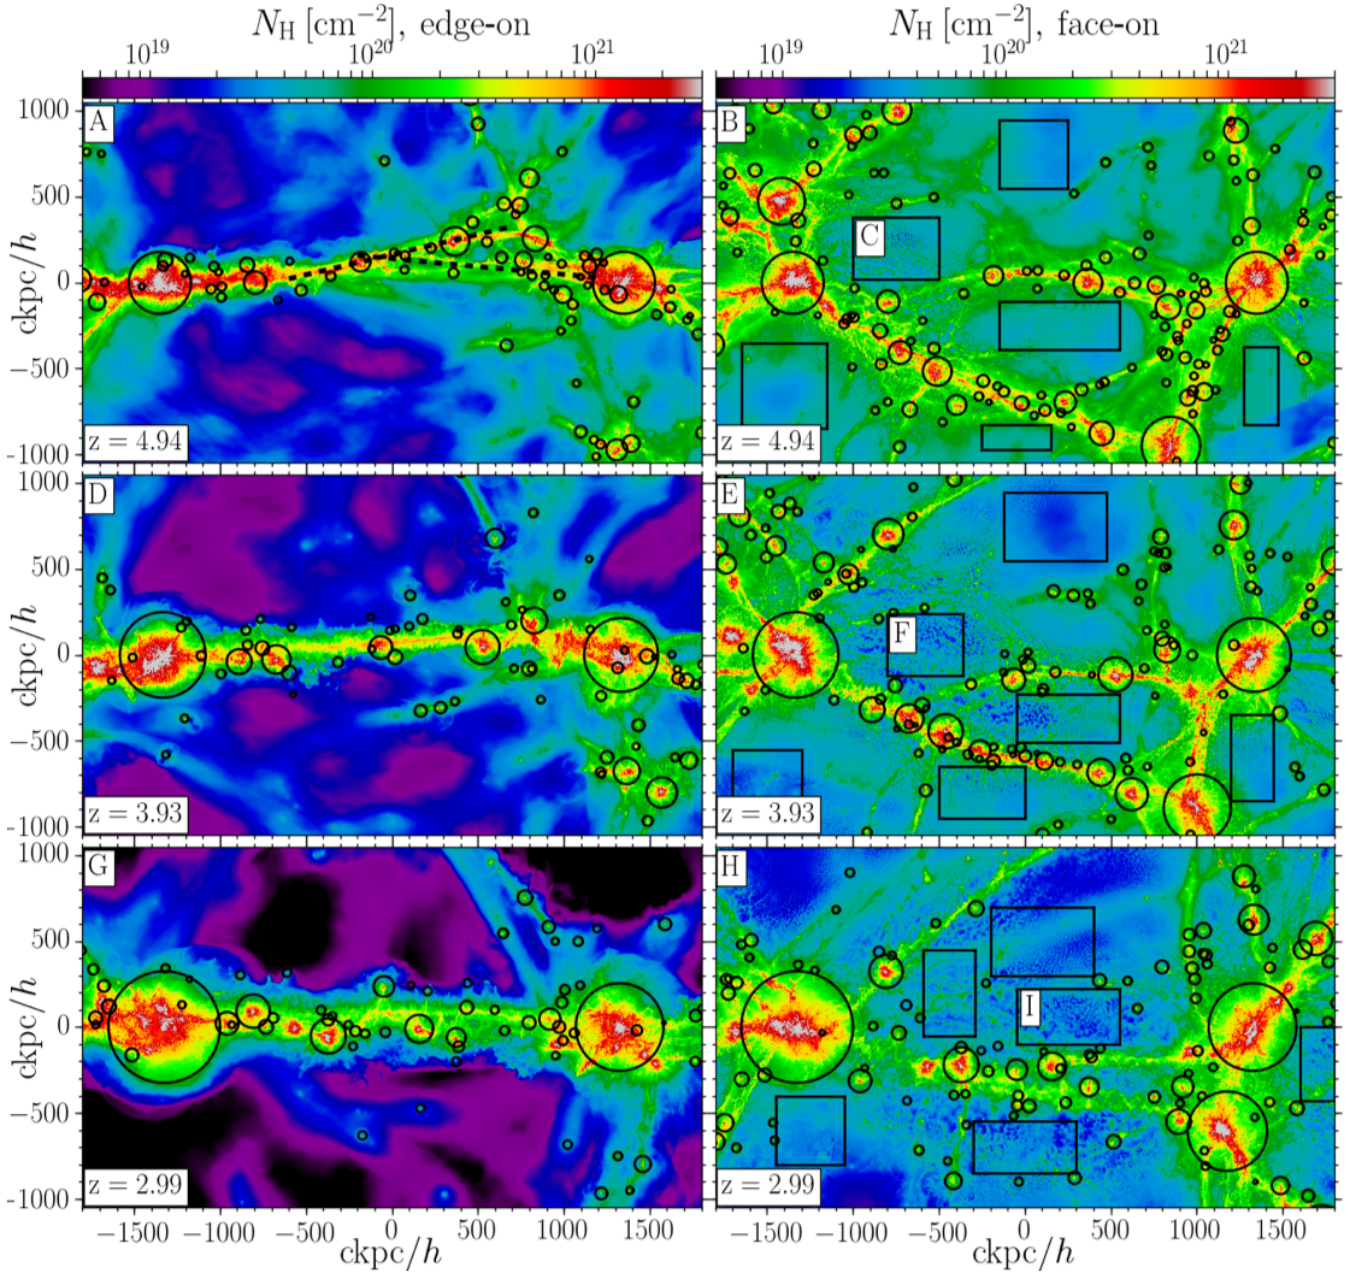 N_H [cm^{-2}], edge-on
N_H [cm^{-2}], face-on
10^{19} 10^{20} 10^{21}
10^{19} 10^{20} 10^{21}
A
1000
500
0
−500
-1000
ckpc/h
z = 4.94
B
C
z = 4.94
D
1000
500
0
−500
-1000
ckpc/h
z = 3.93
E
F
z = 3.93
G
1000
500
0
−500
-1000
ckpc/h
z = 2.99
H
I
z = 2.99
−1500 −1000 −500 0 500 1000 1500
ckpc/h
−1500 −1000 −500 0 500 1000 1500
ckpc/h